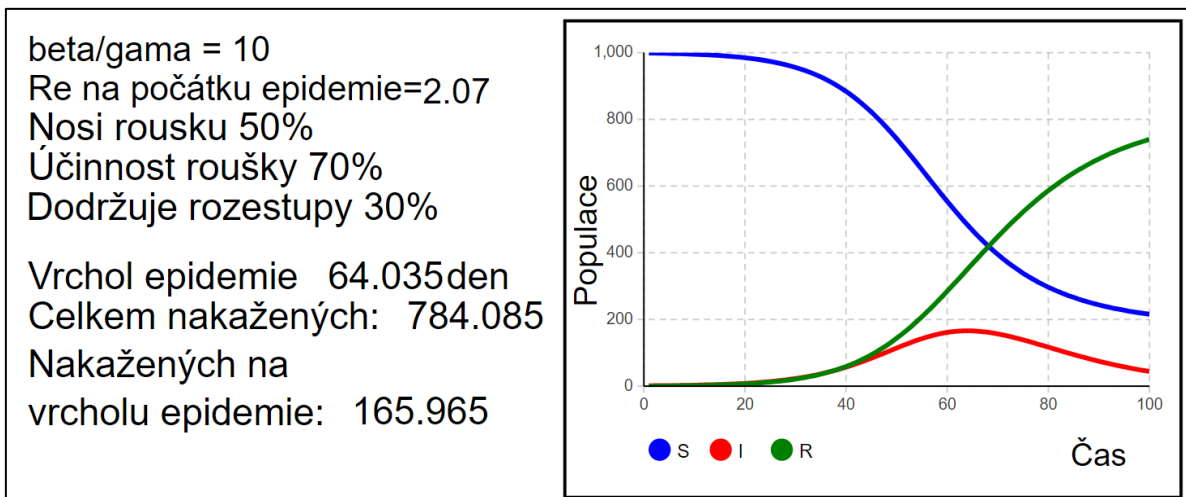 beta/gama = 10
Re na počátku epidemie=2.07
Nosi rousku 50%
Účinnost roušky 70%
Dodržuje rozestupy 30%
Vrchol epidemie 64.035den
Celkem nakažených: 784.085
Nakažených na
vrcholu epidemie: 165.965
Populace
1,000
800
600
400
200
0
0 20 40 60 80 100
S I R
Čas